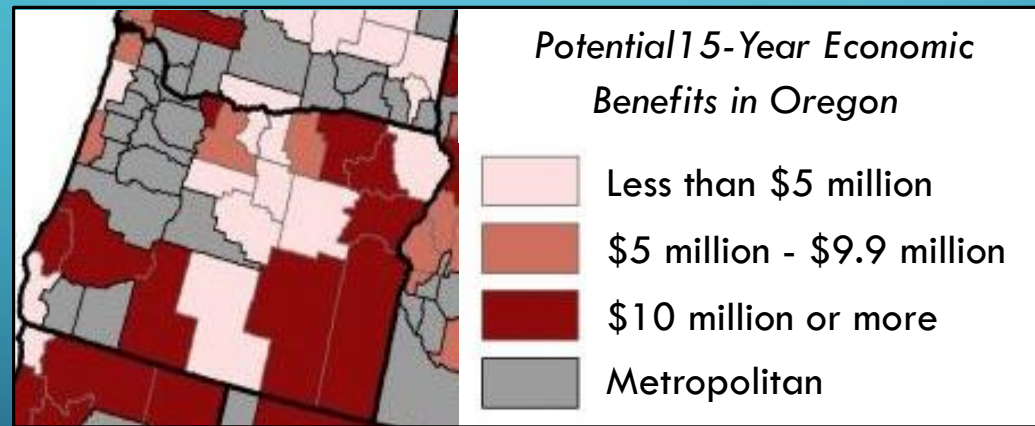 Potential15-Year Economic
Benefits in Oregon
Less than $5 million
$5 million - $9.9 million
$10 million or more
Metropolitan